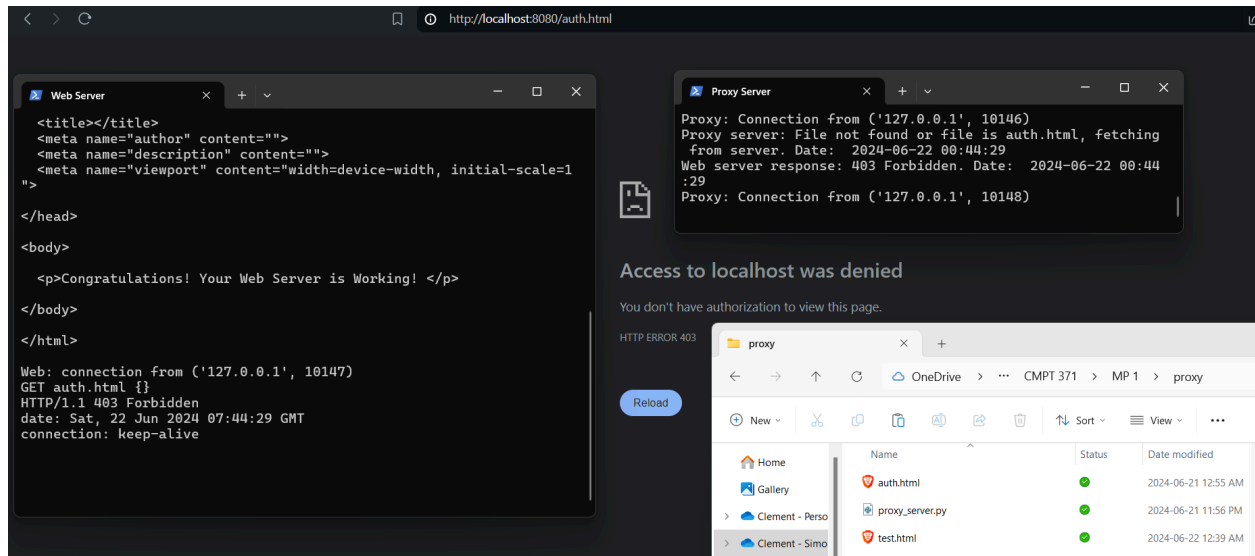 http://localhost:8080/auth.html
Web Server
<title></title>
<meta name="author" content="">
<meta name="description" content="">
<meta name="viewport" content="width=device-width, initial-scale=1
">
</head>
<body>
<p>Congratulations! Your Web Server is Working! </p>
</body>
</html>
Web: connection from ('127.0.0.1', 10147)
GET auth.html {}
HTTP/1.1 403 Forbidden
date: Sat, 22 Jun 2024 07:44:29 GMT
connection: keep-alive
Proxy Server
Proxy: Connection from ('127.0.0.1', 10146)
Proxy server: File not found or file is auth.html, fetching
from server. Date:  2024-06-22 00:44:29
Web server response: 403 Forbidden. Date:  2024-06-22 00:44
:29
Proxy: Connection from ('127.0.0.1', 10148)
Access to localhost was denied
You don't have authorization to view this page.
HTTP ERROR 403
Reload
proxy
OneDrive > ··· CMPT 371 > MP 1 > proxy
New Sort View ···
Home
Gallery
Clement - Perso
Clement - Simo
Name Status Date modified
auth.html 2024-06-21 12:55 AM
proxy_server.py 2024-06-21 11:56 PM
test.html 2024-06-22 12:39 AM